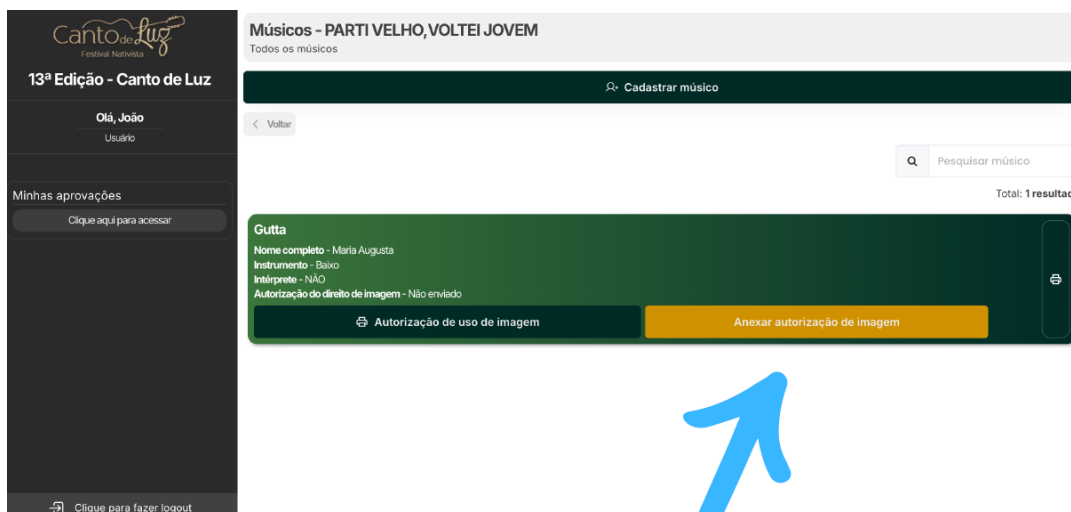 Canto de Luz
Festival Nativista
13ª Edição - Canto de Luz
Olá, João
Usuário
Minhas aprovações
Clique aqui para acessar
Clique para fazer logout
Músicos - PARTI VELHO,VOLTEI JOVEM
Todos os músicos
Cadastrar músico
Voltar
Pesquisar músico
Total: 1 resultad
Gutta
Nome completo - Maria Augusta
Instrumento - Baixo
Intérprete - NÃO
Autorização do direito de imagem - Não enviado
Autorização de uso de imagem
Anexar autorização de imagem